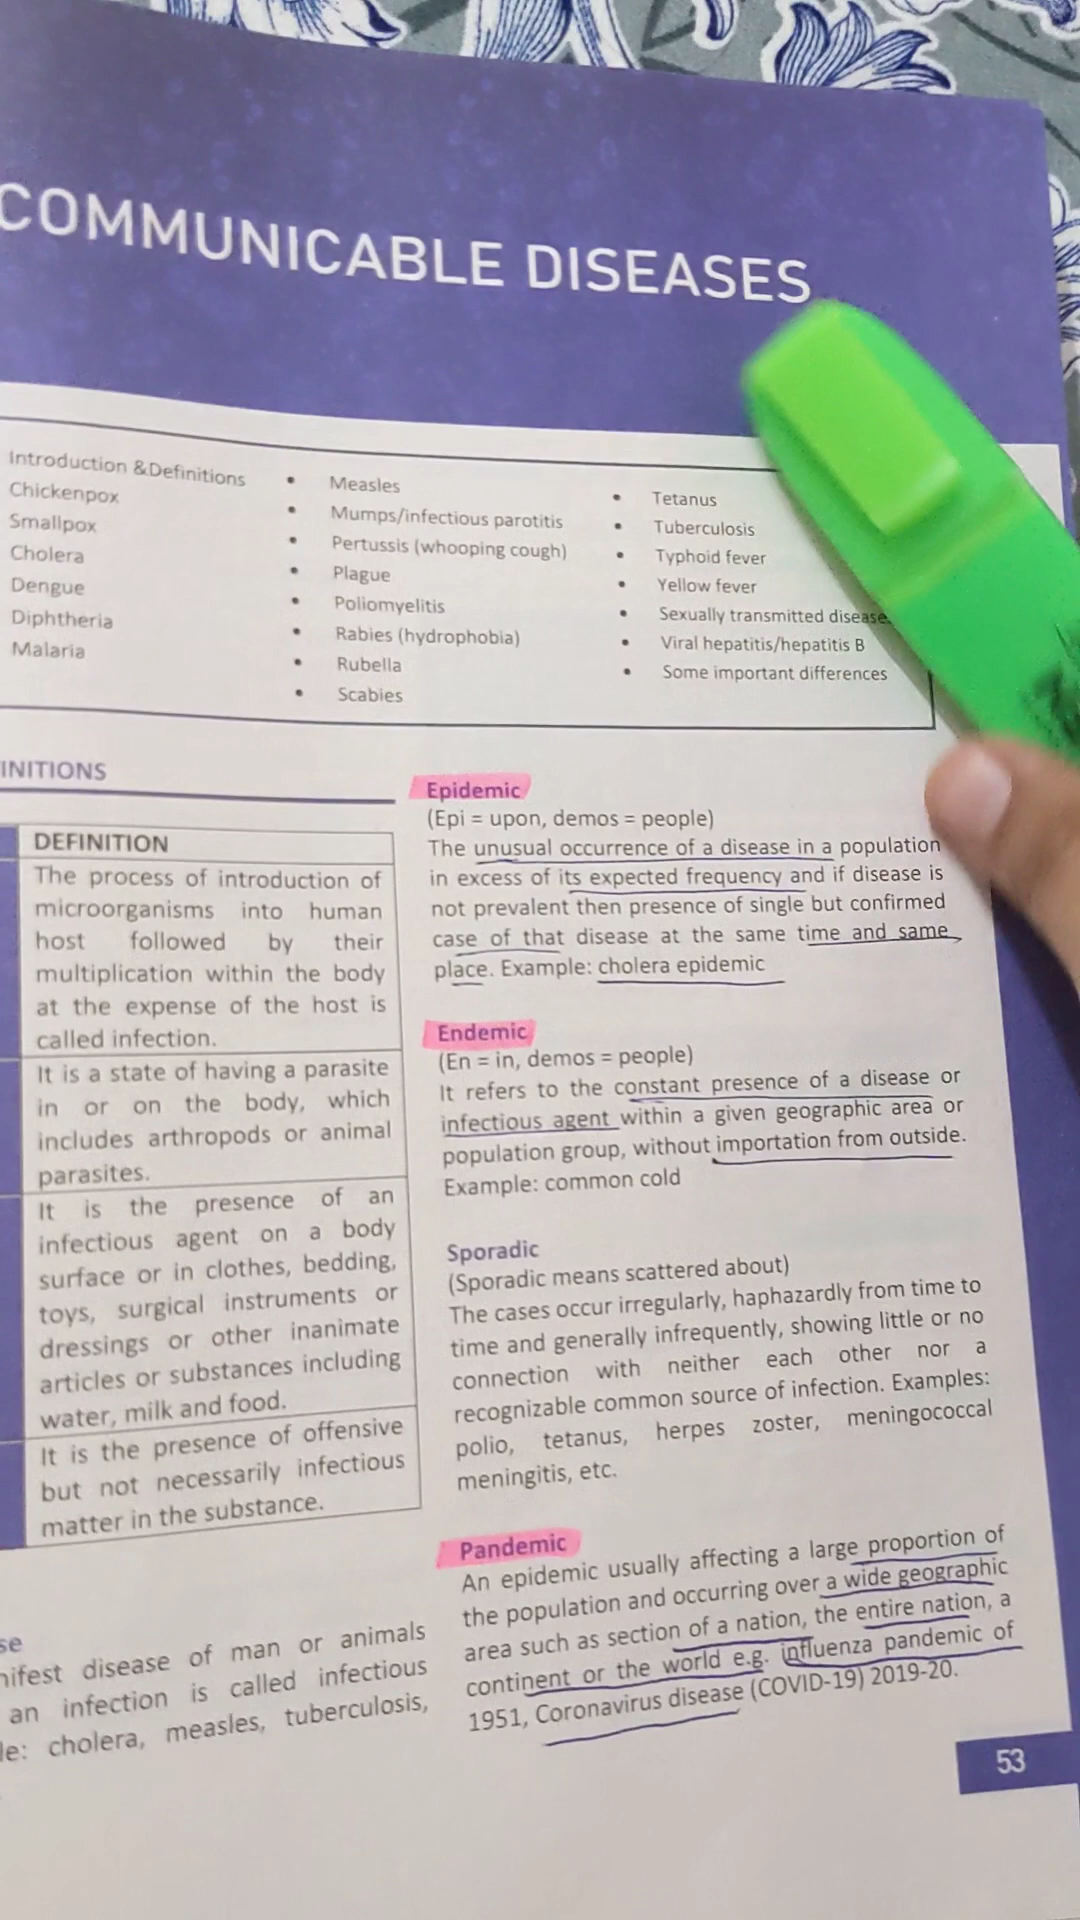 COMMUNICABLE DISEASES
Introduction &Definitions
Chickenpox
Smallpox
Cholera
Dengue
Diphtheria
Malaria
• Measles
• Mumps/infectious parotitis
• Pertussis (whooping cough)
• Plague
• Poliomyelitis
• Rabies (hydrophobia)
• Rubella
• Scabies
• Tetanus
• Tuberculosis
• Typhoid fever
• Yellow fever
• Sexually transmitted disease
• Viral hepatitis/hepatitis B
• Some important differences
INITIONS
DEFINITION
The process of introduction of
microorganisms into human
host followed by their
multiplication within the body
at the expense of the host is
called infection.
It is a state of having a parasite
in or on the body, which
includes arthropods or animal
parasites.
It is the presence of an
infectious agent on a body
surface or in clothes, bedding,
toys, surgical instruments or
dressings or other inanimate
articles or substances including
water, milk and food.
It is the presence of offensive
but not necessarily infectious
matter in the substance.
se
nifest disease of man or animals
an infection is called infectious
le: cholera, measles, tuberculosis,
Epidemic
(Epi = upon, demos = people)
The unusual occurrence of a disease in a population
in excess of its expected frequency and if disease is
not prevalent then presence of single but confirmed
case of that disease at the same time and same
place. Example: cholera epidemic
Endemic
(En = in, demos = people)
It refers to the constant presence of a disease or
infectious agent within a given geographic area or
population group, without importation from outside.
Example: common cold
Sporadic
(Sporadic means scattered about)
The cases occur irregularly, haphazardly from time to
time and generally infrequently, showing little or no
connection with neither each other nor a
recognizable common source of infection. Examples:
polio, tetanus, herpes zoster, meningococcal
meningitis, etc.
Pandemic
An epidemic usually affecting a large proportion of
the population and occurring over a wide geographic
area such as section of a nation, the entire nation, a
continent or the world e.g. influenza pandemic of
1951, Coronavirus disease (COVID-19) 2019-20.
53